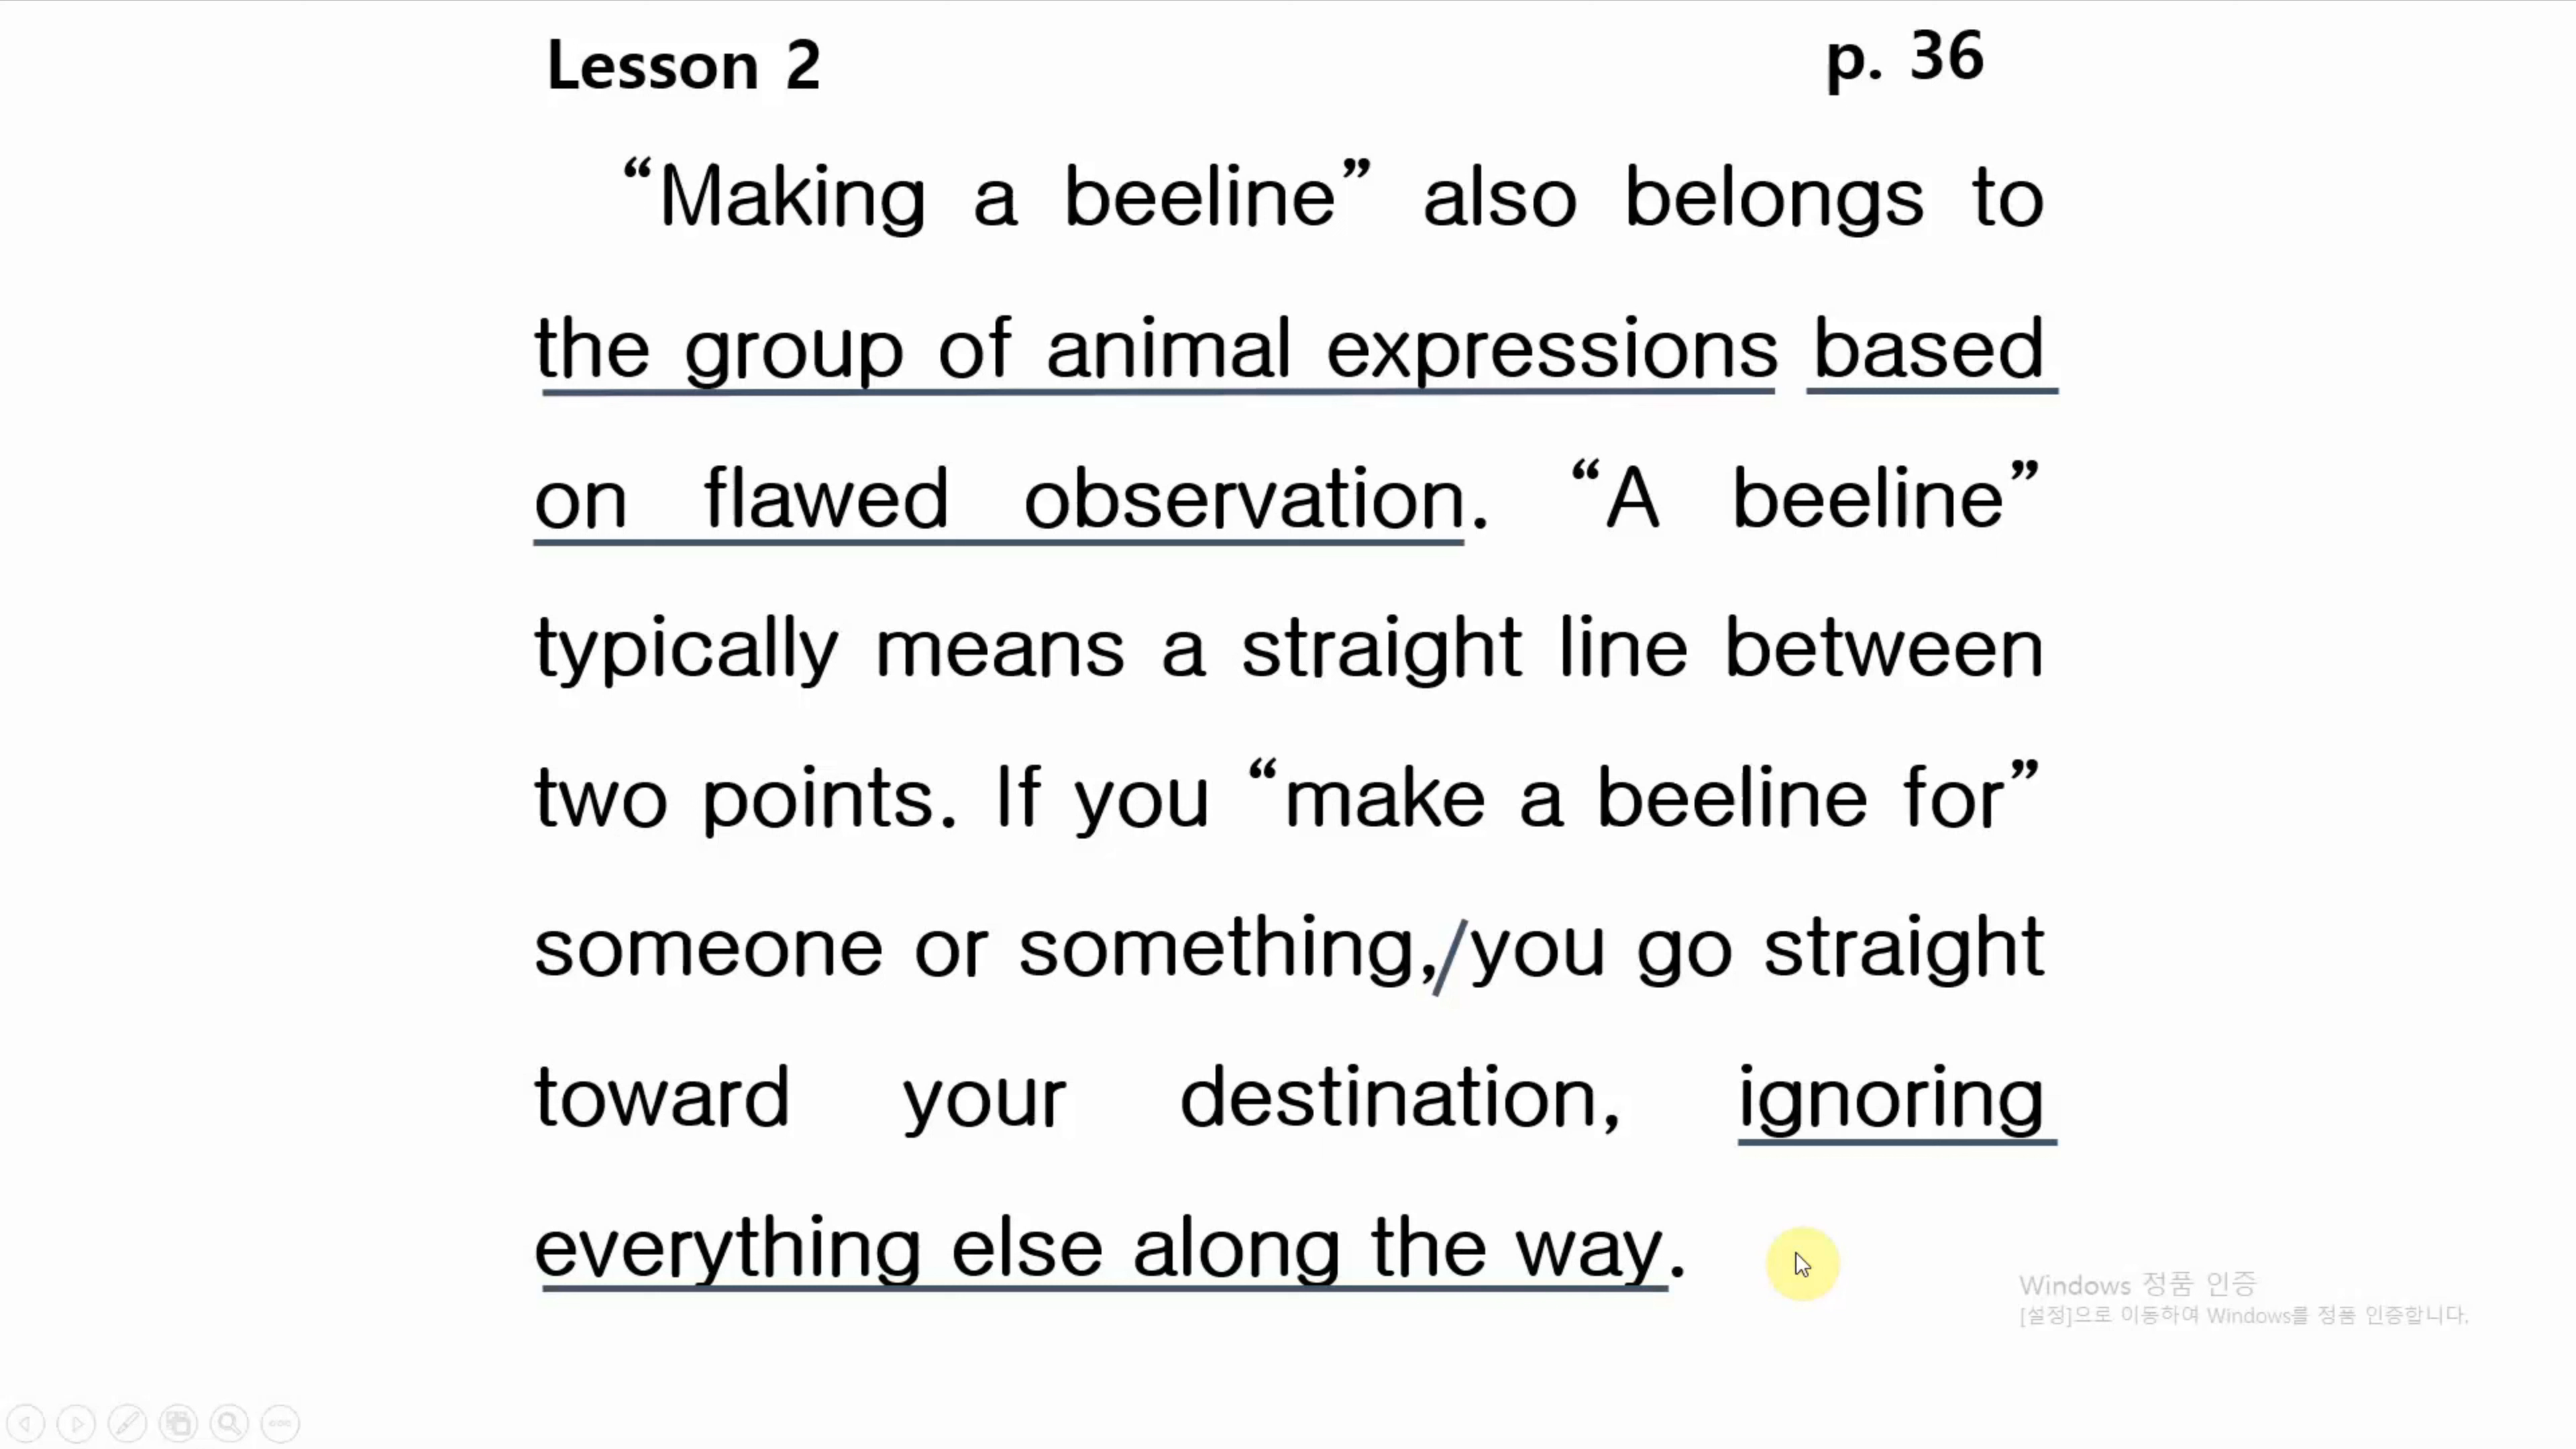 Lesson 2
p. 36
“Making a beeline” also belongs to
the group of animal expressions based
on flawed observation. “A beeline”
typically means a straight line between
two points. If you “make a beeline for”
someone or something,/you go straight
toward your destination, ignoring
everything else along the way.
Windows 정품 인증
[설정]으로 이동하여 Windows를 정품 인증합니다.